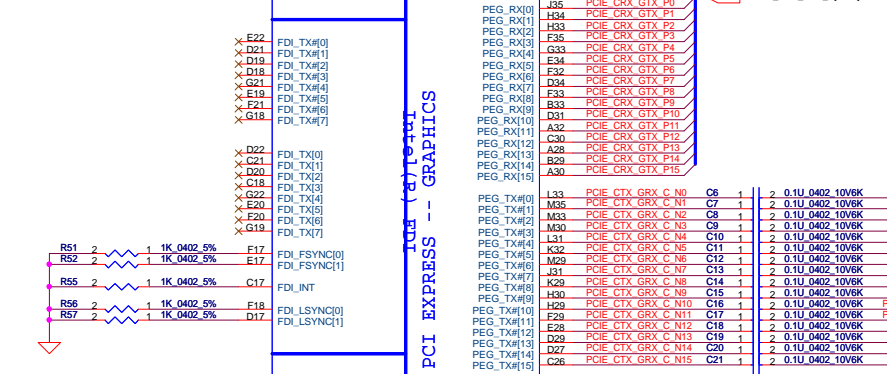 PEG_RX[0] J35 PCIE_CRX_GTX_P0
PEG_RX[1] H34 PCIE_CRX_GTX_P1
PEG_RX[2] H33 PCIE_CRX_GTX_P2
PEG_RX[3] F35 PCIE_CRX_GTX_P3
PEG_RX[4] G33 PCIE_CRX_GTX_P4
PEG_RX[5] E34 PCIE_CRX_GTX_P5
PEG_RX[6] F32 PCIE_CRX_GTX_P6
PEG_RX[7] D34 PCIE_CRX_GTX_P7
PEG_RX[8] F33 PCIE_CRX_GTX_P8
PEG_RX[9] B33 PCIE_CRX_GTX_P9
PEG_RX[10] D31 PCIE_CRX_GTX_P10
PEG_RX[11] A32 PCIE_CRX_GTX_P11
PEG_RX[12] C30 PCIE_CRX_GTX_P12
PEG_RX[13] A28 PCIE_CRX_GTX_P13
PEG_RX[14] B29 PCIE_CRX_GTX_P14
PEG_RX[15] A30 PCIE_CRX_GTX_P15
E22 FDI_TX#[0]
D21 FDI_TX#[1]
D19 FDI_TX#[2]
D18 FDI_TX#[3]
G21 FDI_TX#[4]
E19 FDI_TX#[5]
F21 FDI_TX#[6]
G18 FDI_TX#[7]
D22 FDI_TX[0]
C21 FDI_TX[1]
D20 FDI_TX[2]
C18 FDI_TX[3]
G22 FDI_TX[4]
E20 FDI_TX[5]
F20 FDI_TX[6]
G19 FDI_TX[7]
R51 2 1 1K_0402_5% F17 FDI_FSYNC[0]
R52 2 1 1K_0402_5% E17 FDI_FSYNC[1]
R55 2 1 1K_0402_5% C17 FDI_INT
R56 2 1 1K_0402_5% F18 FDI_LSYNC[0]
R57 2 1 1K_0402_5% D17 FDI_LSYNC[1]
Intel(R) FDI
PCI EXPRESS -- GRAPHICS
PEG_TX#[0] L33 PCIE_CTX_GRX_C_N0 C6 1 2 0.1U_0402_10V6K
PEG_TX#[1] M35 PCIE_CTX_GRX_C_N1 C7 1 2 0.1U_0402_10V6K
PEG_TX#[2] M33 PCIE_CTX_GRX_C_N2 C8 1 2 0.1U_0402_10V6K
PEG_TX#[3] M30 PCIE_CTX_GRX_C_N3 C9 1 2 0.1U_0402_10V6K
PEG_TX#[4] L31 PCIE_CTX_GRX_C_N4 C10 1 2 0.1U_0402_10V6K
PEG_TX#[5] K32 PCIE_CTX_GRX_C_N5 C11 1 2 0.1U_0402_10V6K
PEG_TX#[6] M29 PCIE_CTX_GRX_C_N6 C12 1 2 0.1U_0402_10V6K
PEG_TX#[7] J31 PCIE_CTX_GRX_C_N7 C13 1 2 0.1U_0402_10V6K
PEG_TX#[8] K29 PCIE_CTX_GRX_C_N8 C14 1 2 0.1U_0402_10V6K
PEG_TX#[9] H30 PCIE_CTX_GRX_C_N9 C15 1 2 0.1U_0402_10V6K
PEG_TX#[10] H29 PCIE_CTX_GRX_C_N10 C16 1 2 0.1U_0402_10V6K
PEG_TX#[11] F29 PCIE_CTX_GRX_C_N11 C17 1 2 0.1U_0402_10V6K
PEG_TX#[12] E28 PCIE_CTX_GRX_C_N12 C18 1 2 0.1U_0402_10V6K
PEG_TX#[13] D29 PCIE_CTX_GRX_C_N13 C19 1 2 0.1U_0402_10V6K
PEG_TX#[14] D27 PCIE_CTX_GRX_C_N14 C20 1 2 0.1U_0402_10V6K
PEG_TX#[15] C26 PCIE_CTX_GRX_C_N15 C21 1 2 0.1U_0402_10V6K